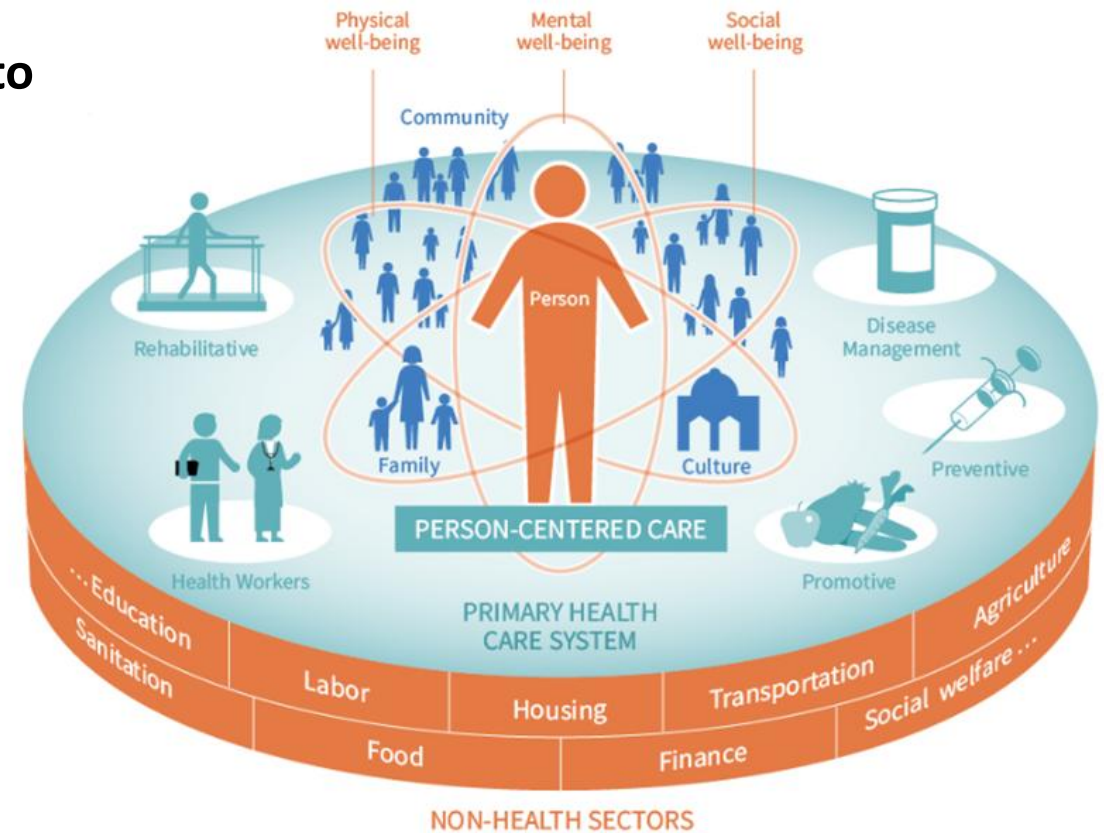 to
Physical
well-being
Mental
well-being
Social
well-being
Community
Person
Rehabilitative
Disease
Management
Family
Culture
Preventive
PERSON-CENTERED CARE
Health Workers
Promotive
PRIMARY HEALTH
CARE SYSTEM
...Education
Labor
Housing
Transportation
Agriculture
Sanitation
Food
Finance
Social welfare...
NON-HEALTH SECTORS